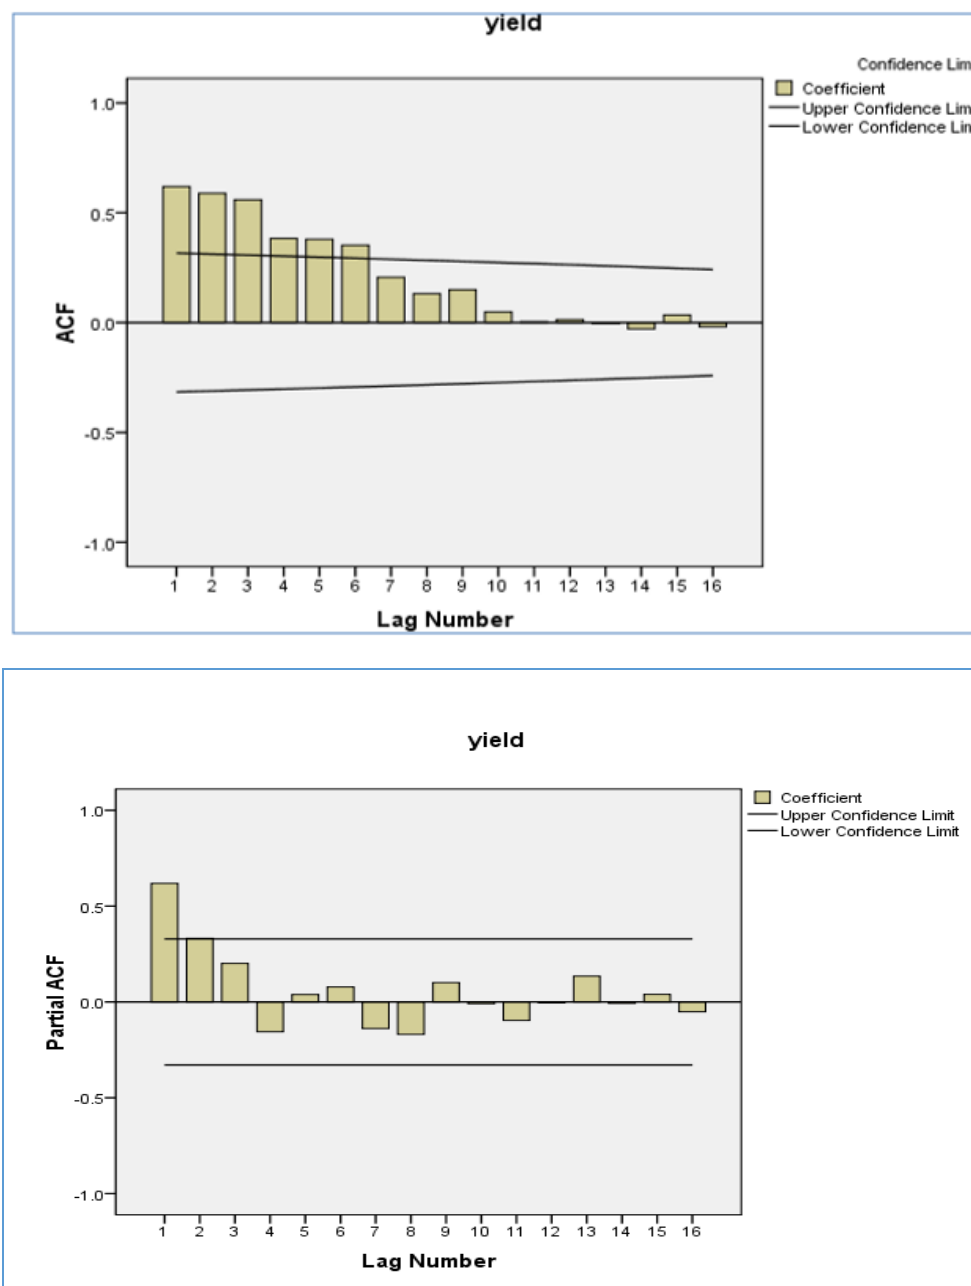 yield
Confidence Lim
Coefficient
Upper Confidence Lim
Lower Confidence Lim
1.0
0.5
0.0
-0.5
-1.0
ACF
1 2 3 4 5 6 7 8 9 10 11 12 13 14 15 16
Lag Number
yield
Coefficient
Upper Confidence Limit
Lower Confidence Limit
1.0
0.5
0.0
-0.5
-1.0
Partial ACF
1 2 3 4 5 6 7 8 9 10 11 12 13 14 15 16
Lag Number